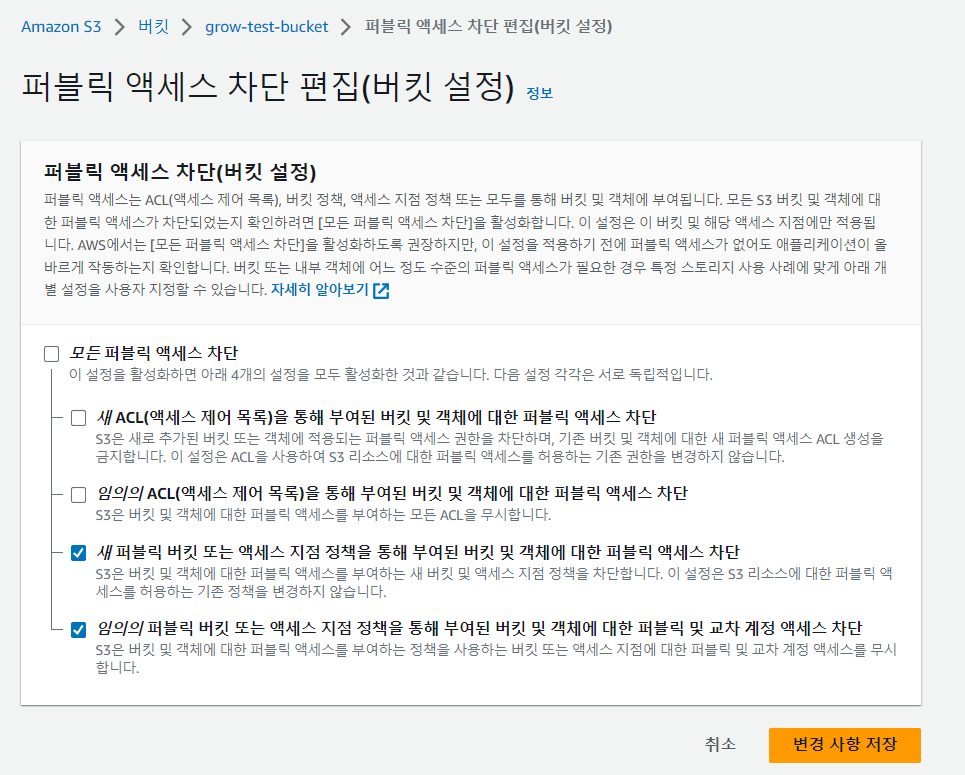 Amazon S3 > 버킷 > grow-test-bucket > 퍼블릭 액세스 차단 편집(버킷 설정)
퍼블릭 액세스 차단 편집(버킷 설정) 정보
퍼블릭 액세스 차단(버킷 설정)
퍼블릭 액세스는 ACL(액세스 제어 목록), 버킷 정책, 액세스 지점 정책 또는 모두를 통해 버킷 및 객체에 부여됩니다. 모든 S3 버킷 및 객체에 대
한 퍼블릭 액세스가 차단되었는지 확인하려면 [모든 퍼블릭 액세스 차단]을 활성화합니다. 이 설정은 이 버킷 및 해당 액세스 지점에만 적용됩
니다. AWS에서는 [모든 퍼블릭 액세스 차단]을 활성화하도록 권장하지만, 이 설정을 적용하기 전에 퍼블릭 액세스가 없어도 애플리케이션이 올
바르게 작동하는지 확인합니다. 버킷 또는 내부 객체에 어느 정도 수준의 퍼블릭 액세스가 필요한 경우 특정 스토리지 사용 사례에 맞게 아래 개
별 설정을 사용자 지정할 수 있습니다. 자세히 알아보기
모든 퍼블릭 액세스 차단
이 설정을 활성화하면 아래 4개의 설정을 모두 활성화한 것과 같습니다. 다음 설정 각각은 서로 독립적입니다.
새 ACL(액세스 제어 목록)을 통해 부여된 버킷 및 객체에 대한 퍼블릭 액세스 차단
S3은 새로 추가된 버킷 또는 객체에 적용되는 퍼블릭 액세스 권한을 차단하며, 기존 버킷 및 객체에 대한 새 퍼블릭 액세스 ACL 생성을
금지합니다. 이 설정은 ACL을 사용하여 S3 리소스에 대한 퍼블릭 액세스를 허용하는 기존 권한을 변경하지 않습니다.
임의의 ACL(액세스 제어 목록)을 통해 부여된 버킷 및 객체에 대한 퍼블릭 액세스 차단
S3은 버킷 및 객체에 대한 퍼블릭 액세스를 부여하는 모든 ACL을 무시합니다.
새 퍼블릭 버킷 또는 액세스 지점 정책을 통해 부여된 버킷 및 객체에 대한 퍼블릭 액세스 차단
S3은 버킷 및 객체에 대한 퍼블릭 액세스를 부여하는 새 버킷 및 액세스 지점 정책을 차단합니다. 이 설정은 S3 리소스에 대한 퍼블릭 액
세스를 허용하는 기존 정책을 변경하지 않습니다.
임의의 퍼블릭 버킷 또는 액세스 지점 정책을 통해 부여된 버킷 및 객체에 대한 퍼블릭 및 교차 계정 액세스 차단
S3은 버킷 및 객체에 대한 퍼블릭 액세스를 부여하는 정책을 사용하는 버킷 또는 액세스 지점에 대한 퍼블릭 및 교차 계정 액세스를 무시
합니다.
취소 변경 사항 저장